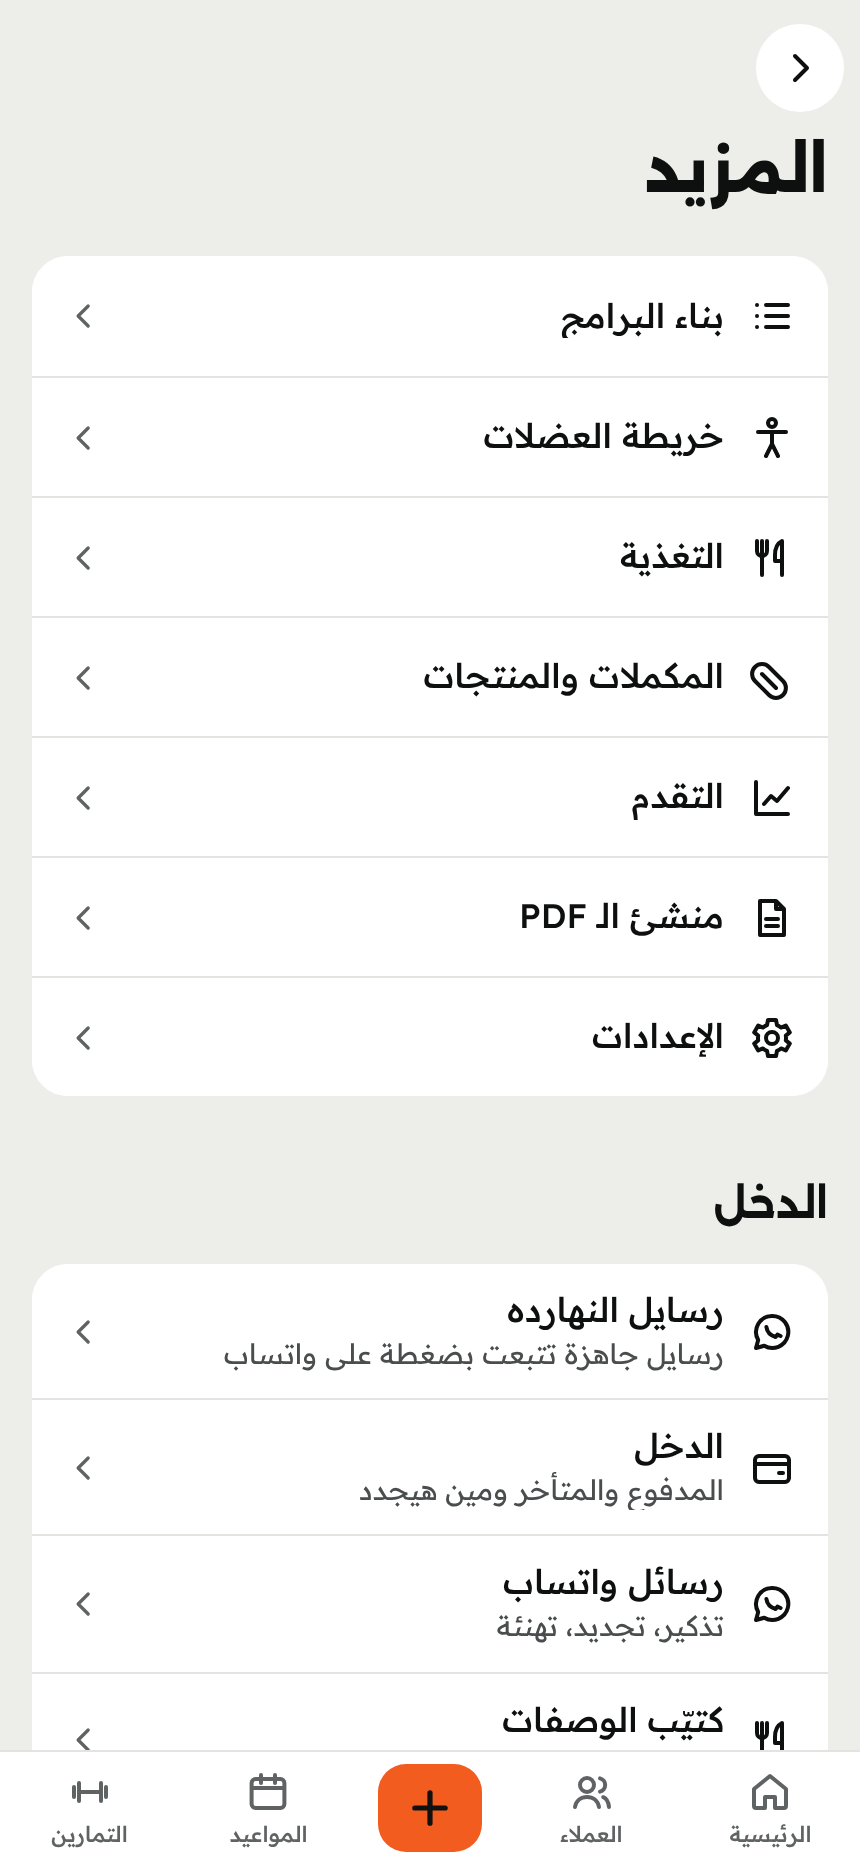 المزيد
بناء البرامج
خريطة العضلات
التغذية
المكملات والمنتجات
التقدم
منشئ الـ PDF
الإعدادات
الدخل
رسايل النهارده
رسايل جاهزة تتبعت بضغطة على واتساب
الدخل
المدفوع والمتأخر ومين هيجدد
رسائل واتساب
تذكير، تجديد، تهنئة
كتيّب الوصفات
الرئيسية
العملاء
المواعيد
التمارين